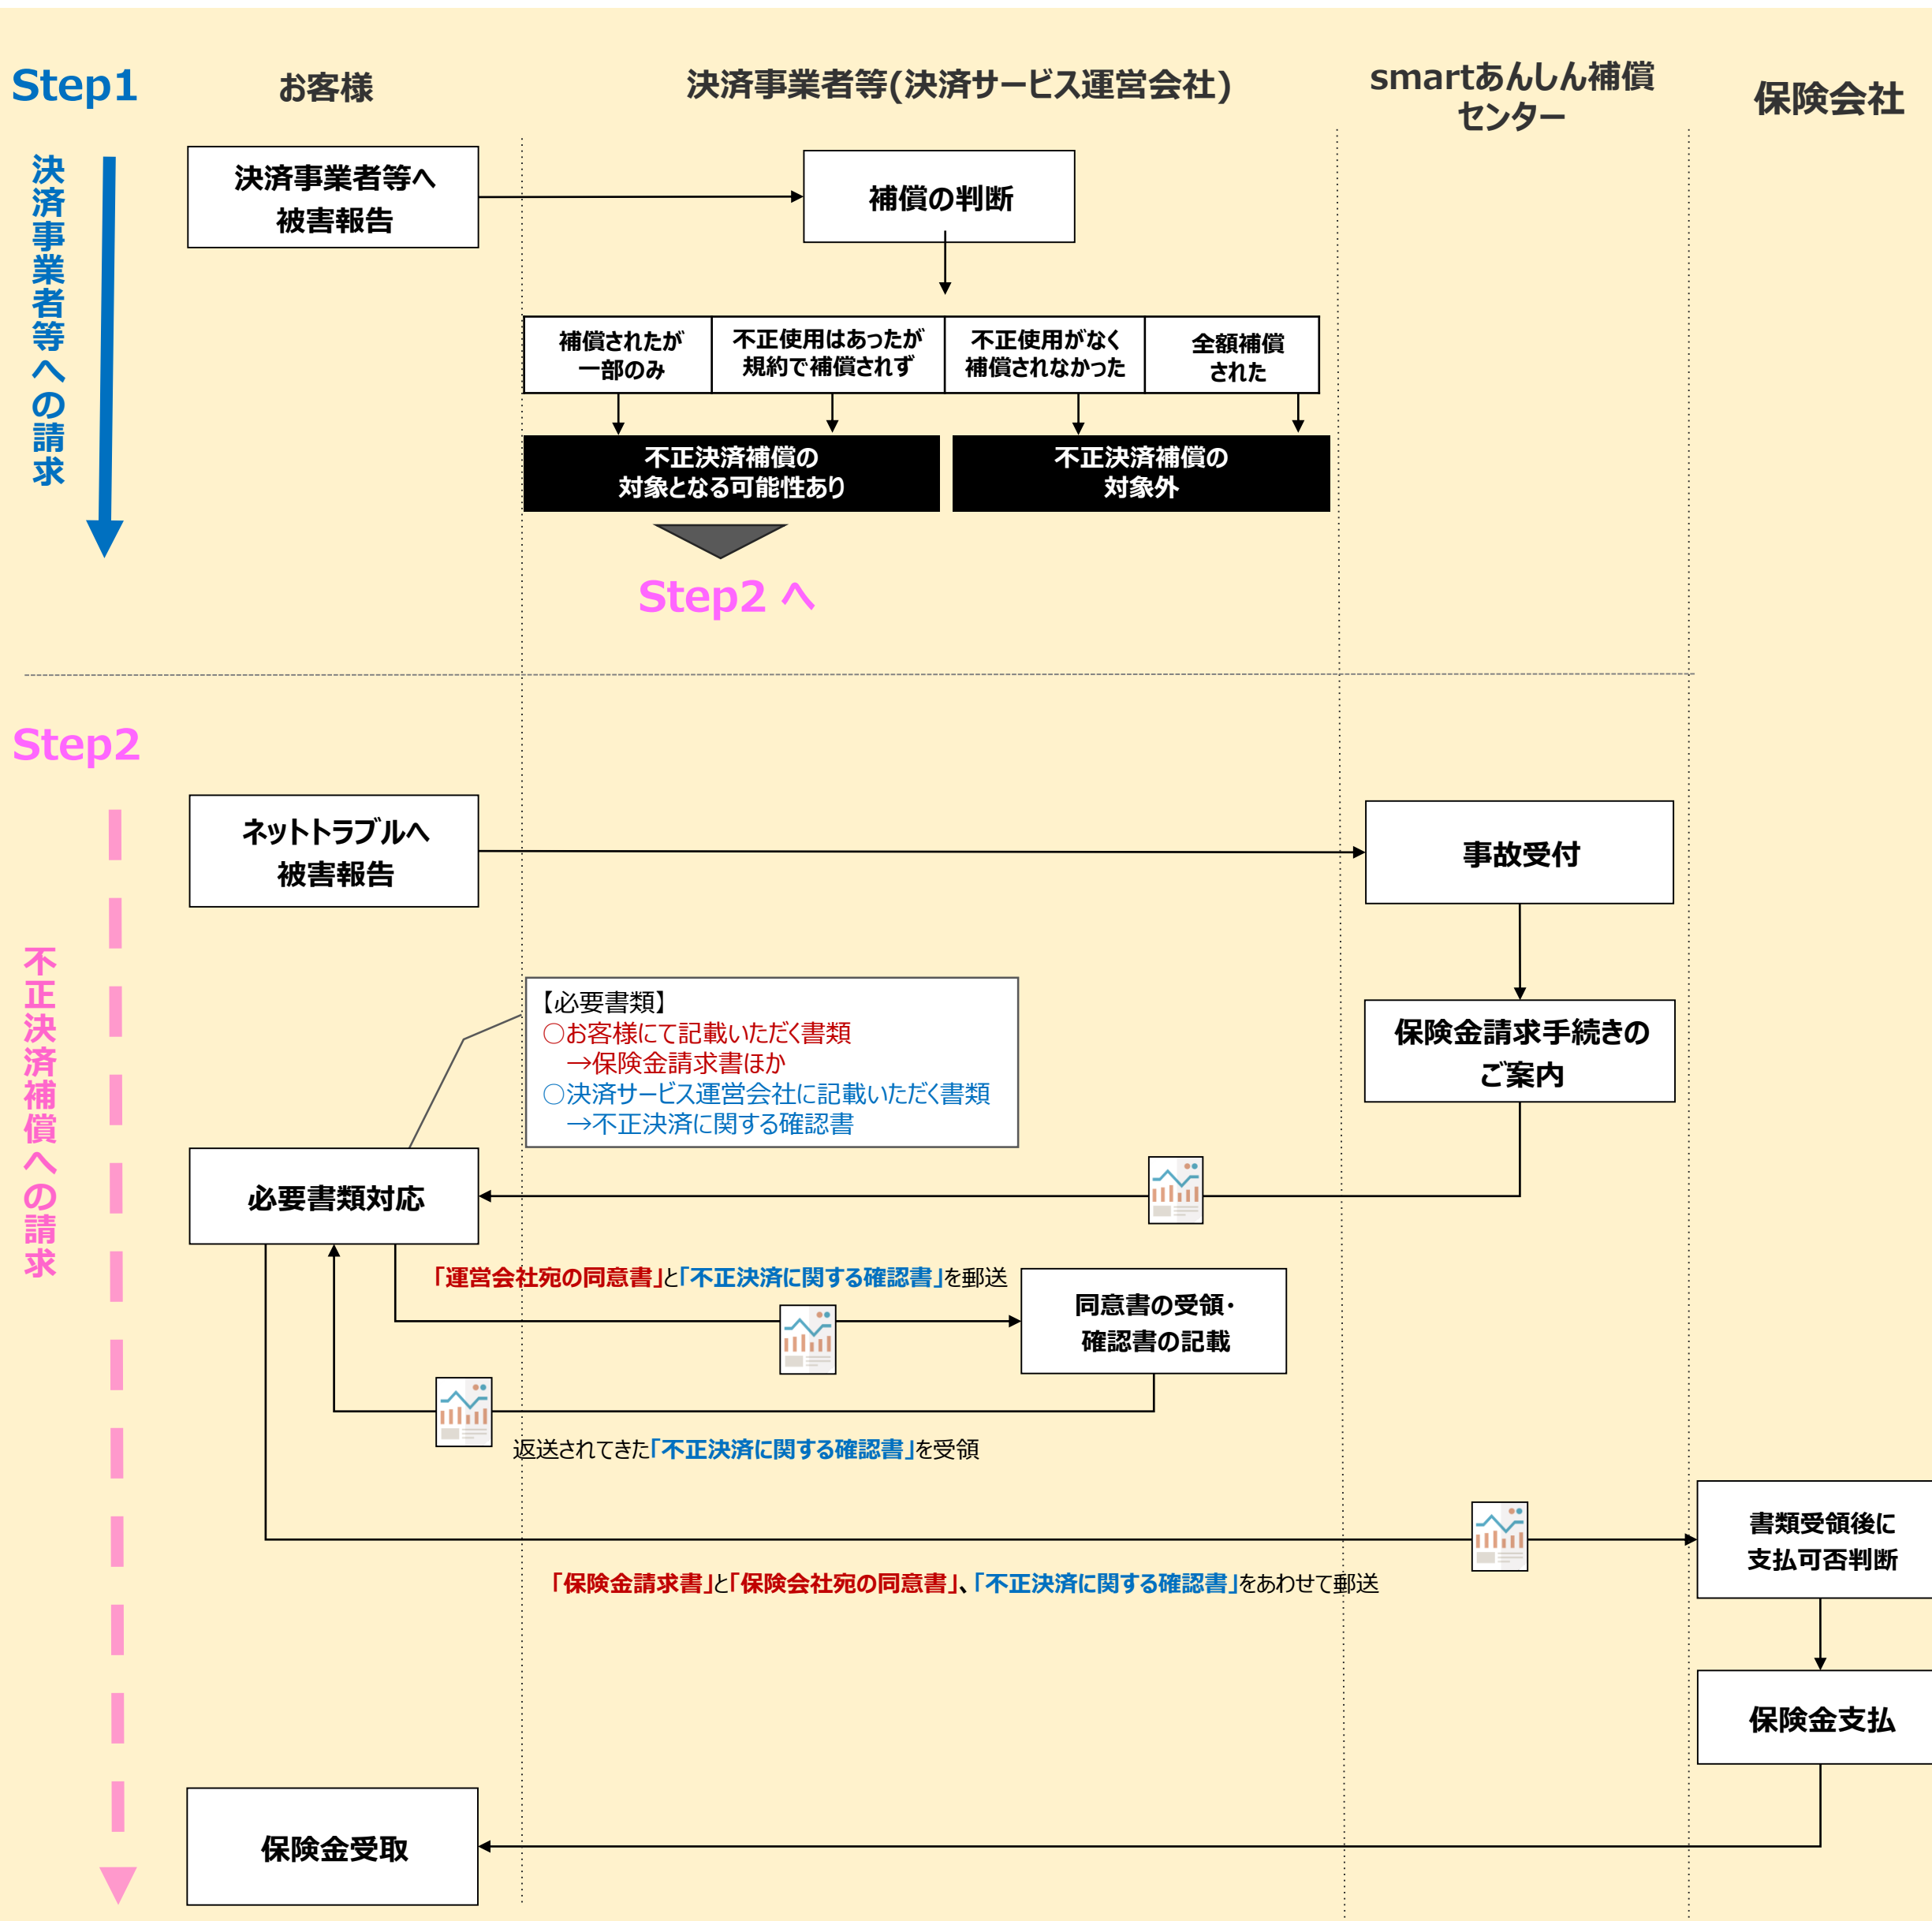 Step1
お客様
決済事業者等(決済サービス運営会社)
smartあんしん補償
センター
保険会社
決済事業者等への請求
決済事業者等へ
被害報告
補償の判断
補償されたが
一部のみ
不正使用はあったが
規約で補償されず
不正使用がなく
補償されなかった
全額補償
された
不正決済補償の
対象となる可能性あり
不正決済補償の
対象外
Step2 へ
Step2
不正決済補償への請求
ネットトラブルへ
被害報告
事故受付
保険金請求手続きの
ご案内
【必要書類】
○お客様にて記載いただく書類
→保険金請求書ほか
○決済サービス運営会社に記載いただく書類
→不正決済に関する確認書
必要書類対応
「運営会社宛の同意書」と「不正決済に関する確認書」を郵送
同意書の受領・
確認書の記載
返送されてきた「不正決済に関する確認書」を受領
書類受領後に
支払可否判断
「保険金請求書」と「保険会社宛の同意書」、「不正決済に関する確認書」をあわせて郵送
保険金支払
保険金受取